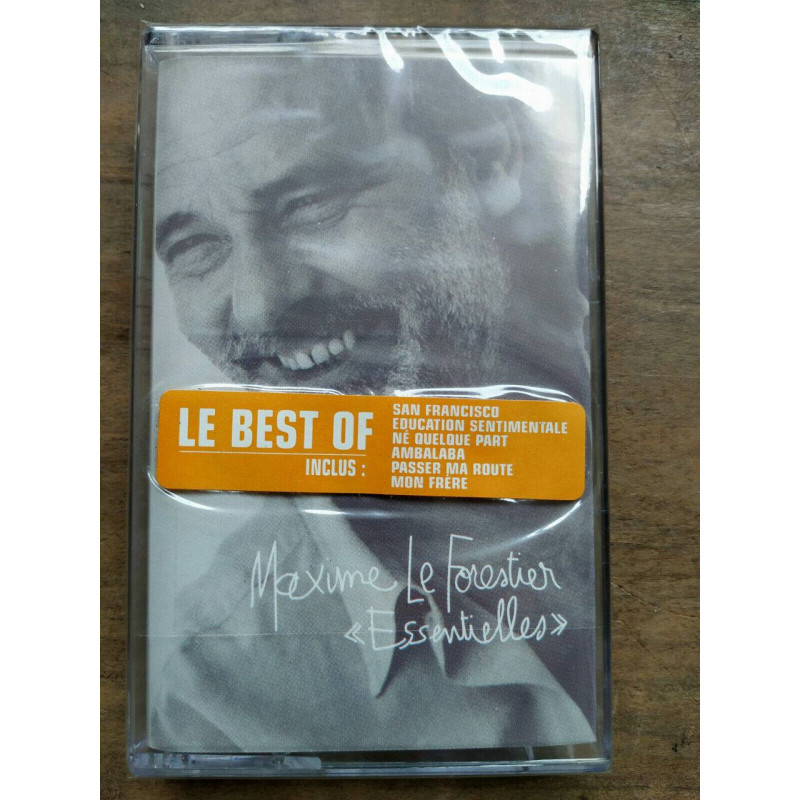 LE BEST OF
INCLUS :
SAN FRANCISCO
EDUCATION SENTIMENTALE
NÉ QUELQUE PART
AMBALABA
PASSER MA ROUTE
MON FRÈRE
Maxime Le Forestier
« Essentielles »